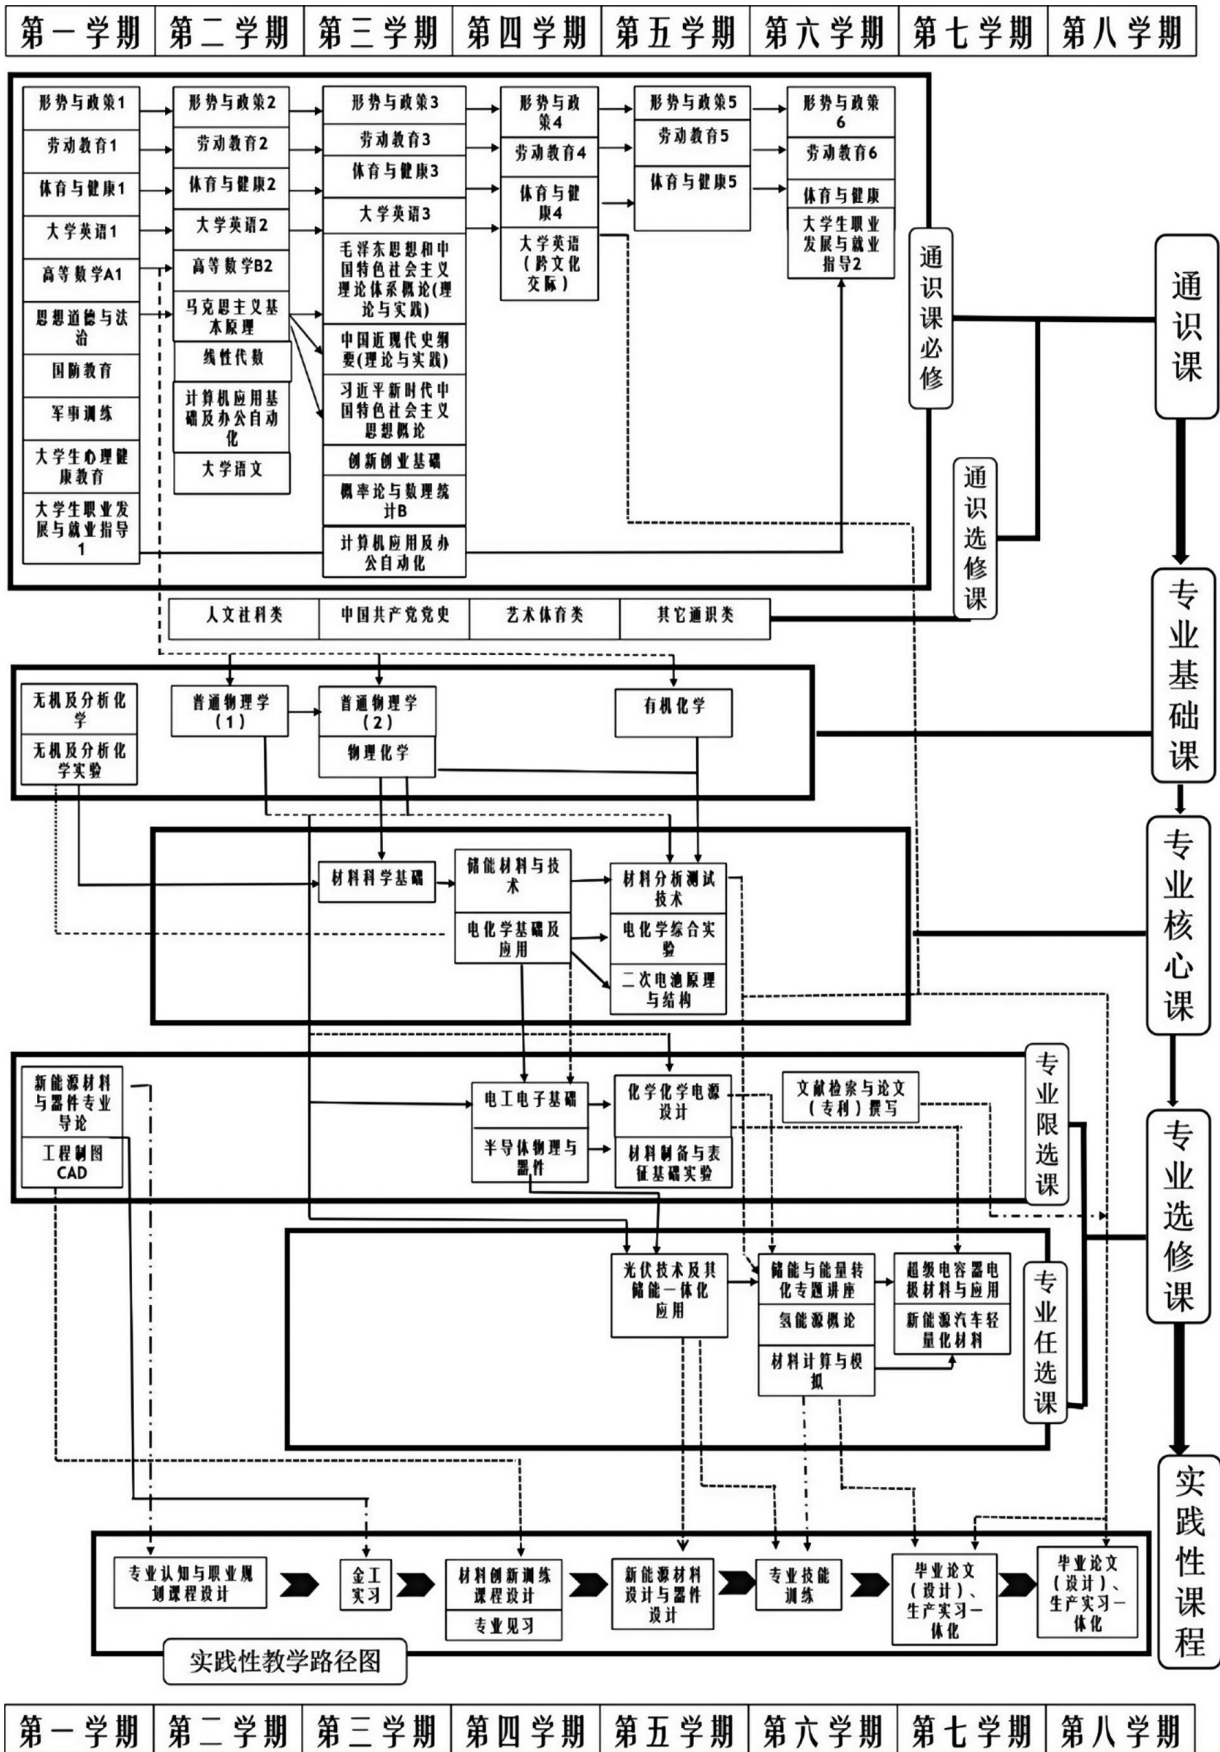 第一学期
第二学期
第三学期
第四学期
第五学期
第六学期
第七学期
第八学期
形势与政策1
劳动教育1
体育与健康1
大学英语1
高等数学A1
思想道德与法
治
国防教育
军事训练
大学生心理健
康教育
大学生职业发
展与就业指导
1
形势与政策2
劳动教育2
体育与健康2
大学英语2
高等数学B2
马克思主义基
本原理
线性代数
计算机应用基
础及办公自动
化
大学语文
形势与政策3
劳动教育3
体育与健康3
大学英语3
毛泽东思想和中
国特色社会主义
理论体系概论(理
论与实践)
中国近现代史纲
要(理论与实践)
习近平新时代中
国特色社会主义
思想概论
创新创业基础
概率论与数理统
计B
计算机应用及办
公自动化
形势与政
策4
劳动教育4
体育与健
康4
大学英语
(跨文化
交际)
形势与政策5
劳动教育5
体育与健康5
形势与政策
6
劳动教育6
体育与健康
大学生职业
发展与就业
指导2
通识课必修
通识课
通识选修课
人文社科类
中国共产党党史
艺术体育类
其它通识类
专业基础课
无机及分析化
学
无机及分析化
学实验
普通物理学
(1)
普通物理学
(2)
物理化学
有机化学
专业核心课
材料科学基础
储能材料与技
术
电化学基础及
应用
材料分析测试
技术
电化学综合实
验
二次电池原理
与结构
专业限选课
专业选修课
新能源材料
与器件专业
导论
工程制图
CAD
电工电子基础
半导体物理与
器件
化学化学电源
设计
材料制备与表
征基础实验
文献检索与论文
(专利)撰写
专业任选课
光伏技术及其
储能一体化
应用
储能与能量转
化专题讲座
氢能源概论
材料计算与模
拟
超级电容器电
极材料与应用
新能源汽车轻
量化材料
实践性课程
专业认知与职业规
划课程设计
金工
实习
材料创新训练
课程设计
专业见习
新能源材料
设计与器件
设计
专业技能
训练
毕业论文
(设计)、
生产实习一
体化
毕业论文
(设计)、
生产实习一
体化
实践性教学路径图
第一学期
第二学期
第三学期
第四学期
第五学期
第六学期
第七学期
第八学期